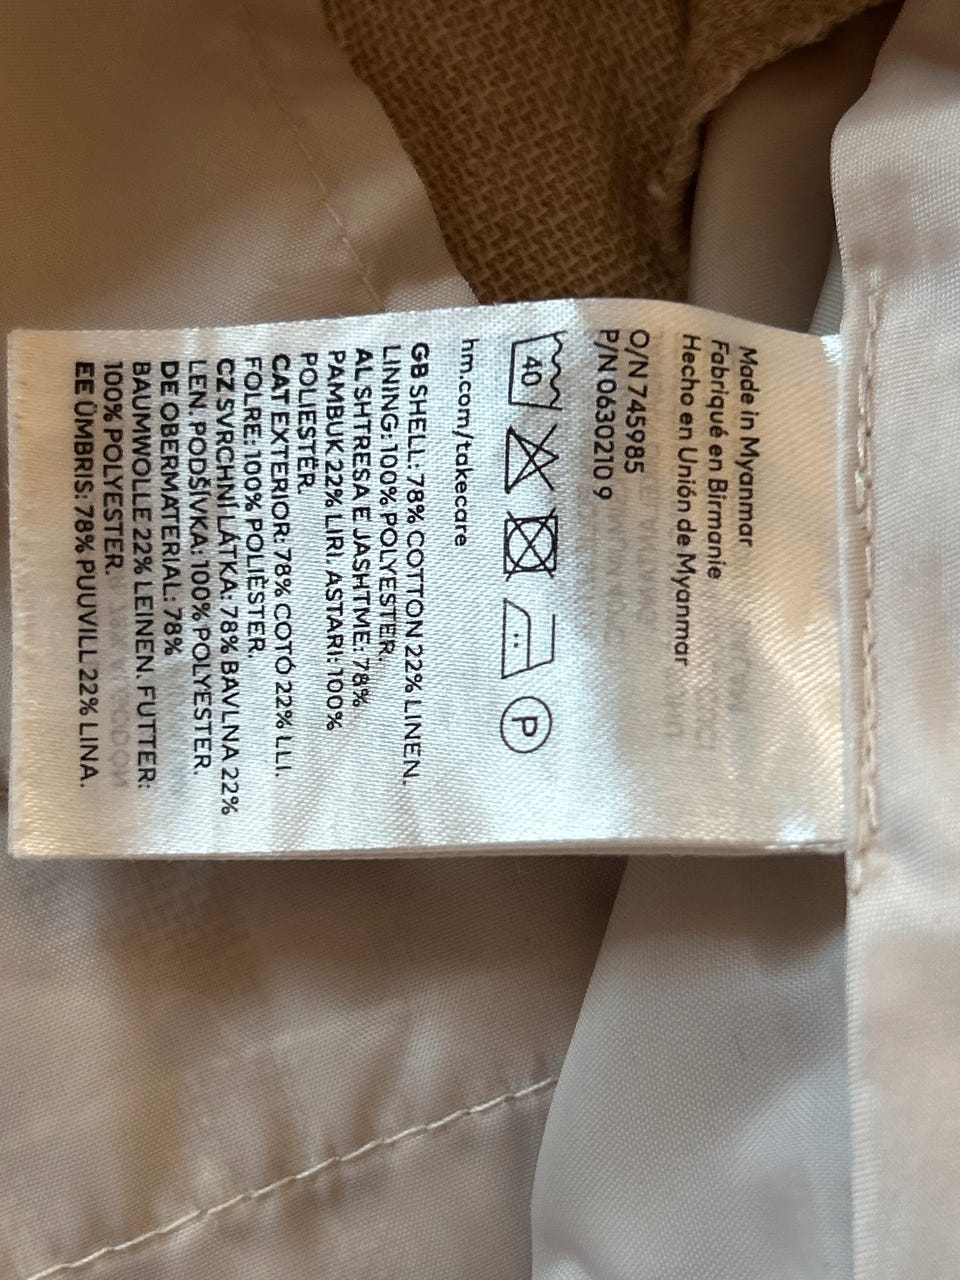 Made in Myanmar
Fabriqué en Birmanie
Hecho en Unión de Myanmar
O/N 745985
P/N 0630210 9
40
P
hm.com/takecare
GB SHELL: 78% COTTON 22% LINEN.
LINING: 100% POLYESTER.
AL SHTRESA E JASHTME: 78%
PAMBUK 22% LIRI. ASTARI: 100%
POLIESTËR.
CAT EXTERIOR: 78% COTÓ 22% LLI.
FOLRE: 100% POLIÈSTER.
CZ SVRCHNÍ LÁTKA: 78% BAVLNA 22%
LEN. PODŠÍVKA: 100% POLYESTER.
DE OBERMATERIAL: 78%
BAUMWOLLE 22% LEINEN. FUTTER:
100% POLYESTER.
EE ÜMBRIS: 78% PUUVILL 22% LINA.